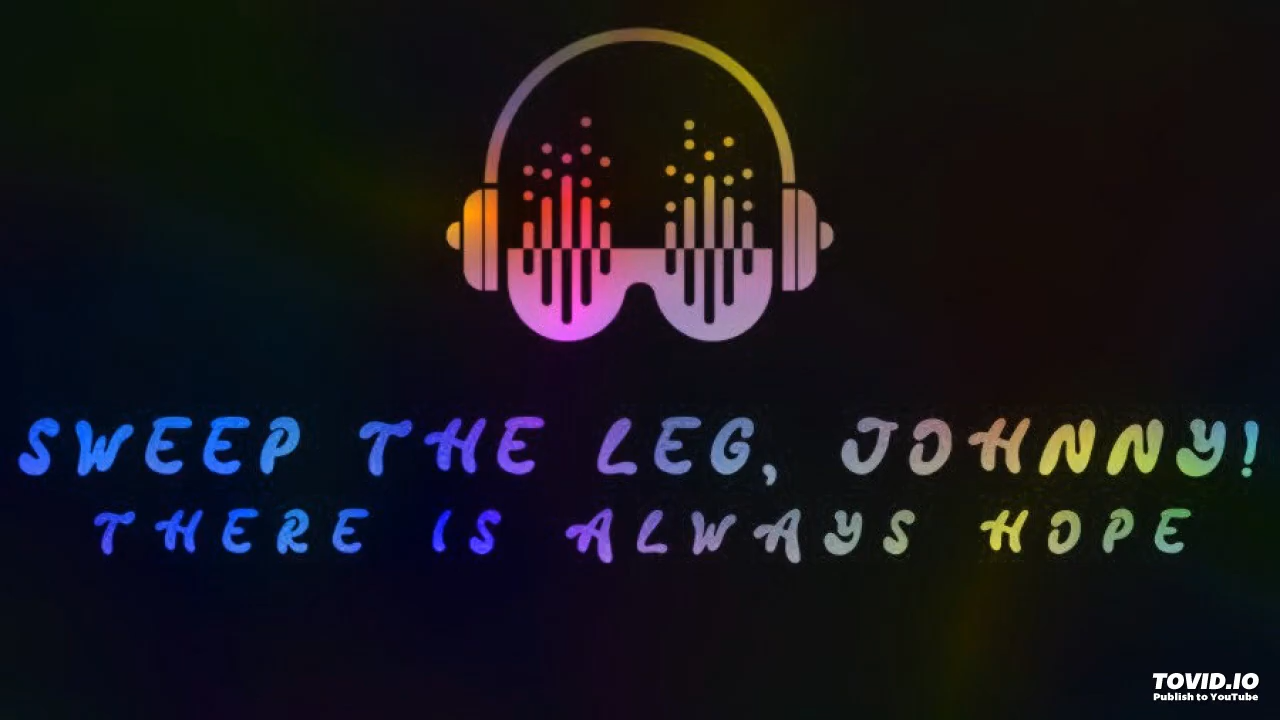 SWEEP THE LEG, JOHNNY!
THERE IS ALWAYS HOPE
TOVID.IO
Publish to YouTube